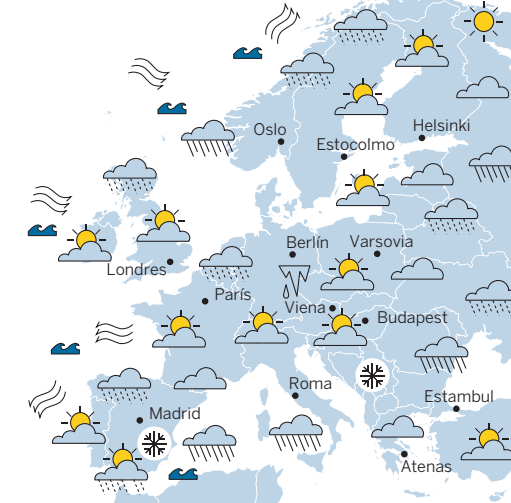 Oslo
Helsinki
Estocolmo
Berlín
Varsovia
Londres
París
Viena
Budapest
Roma
Estambul
Madrid
Atenas